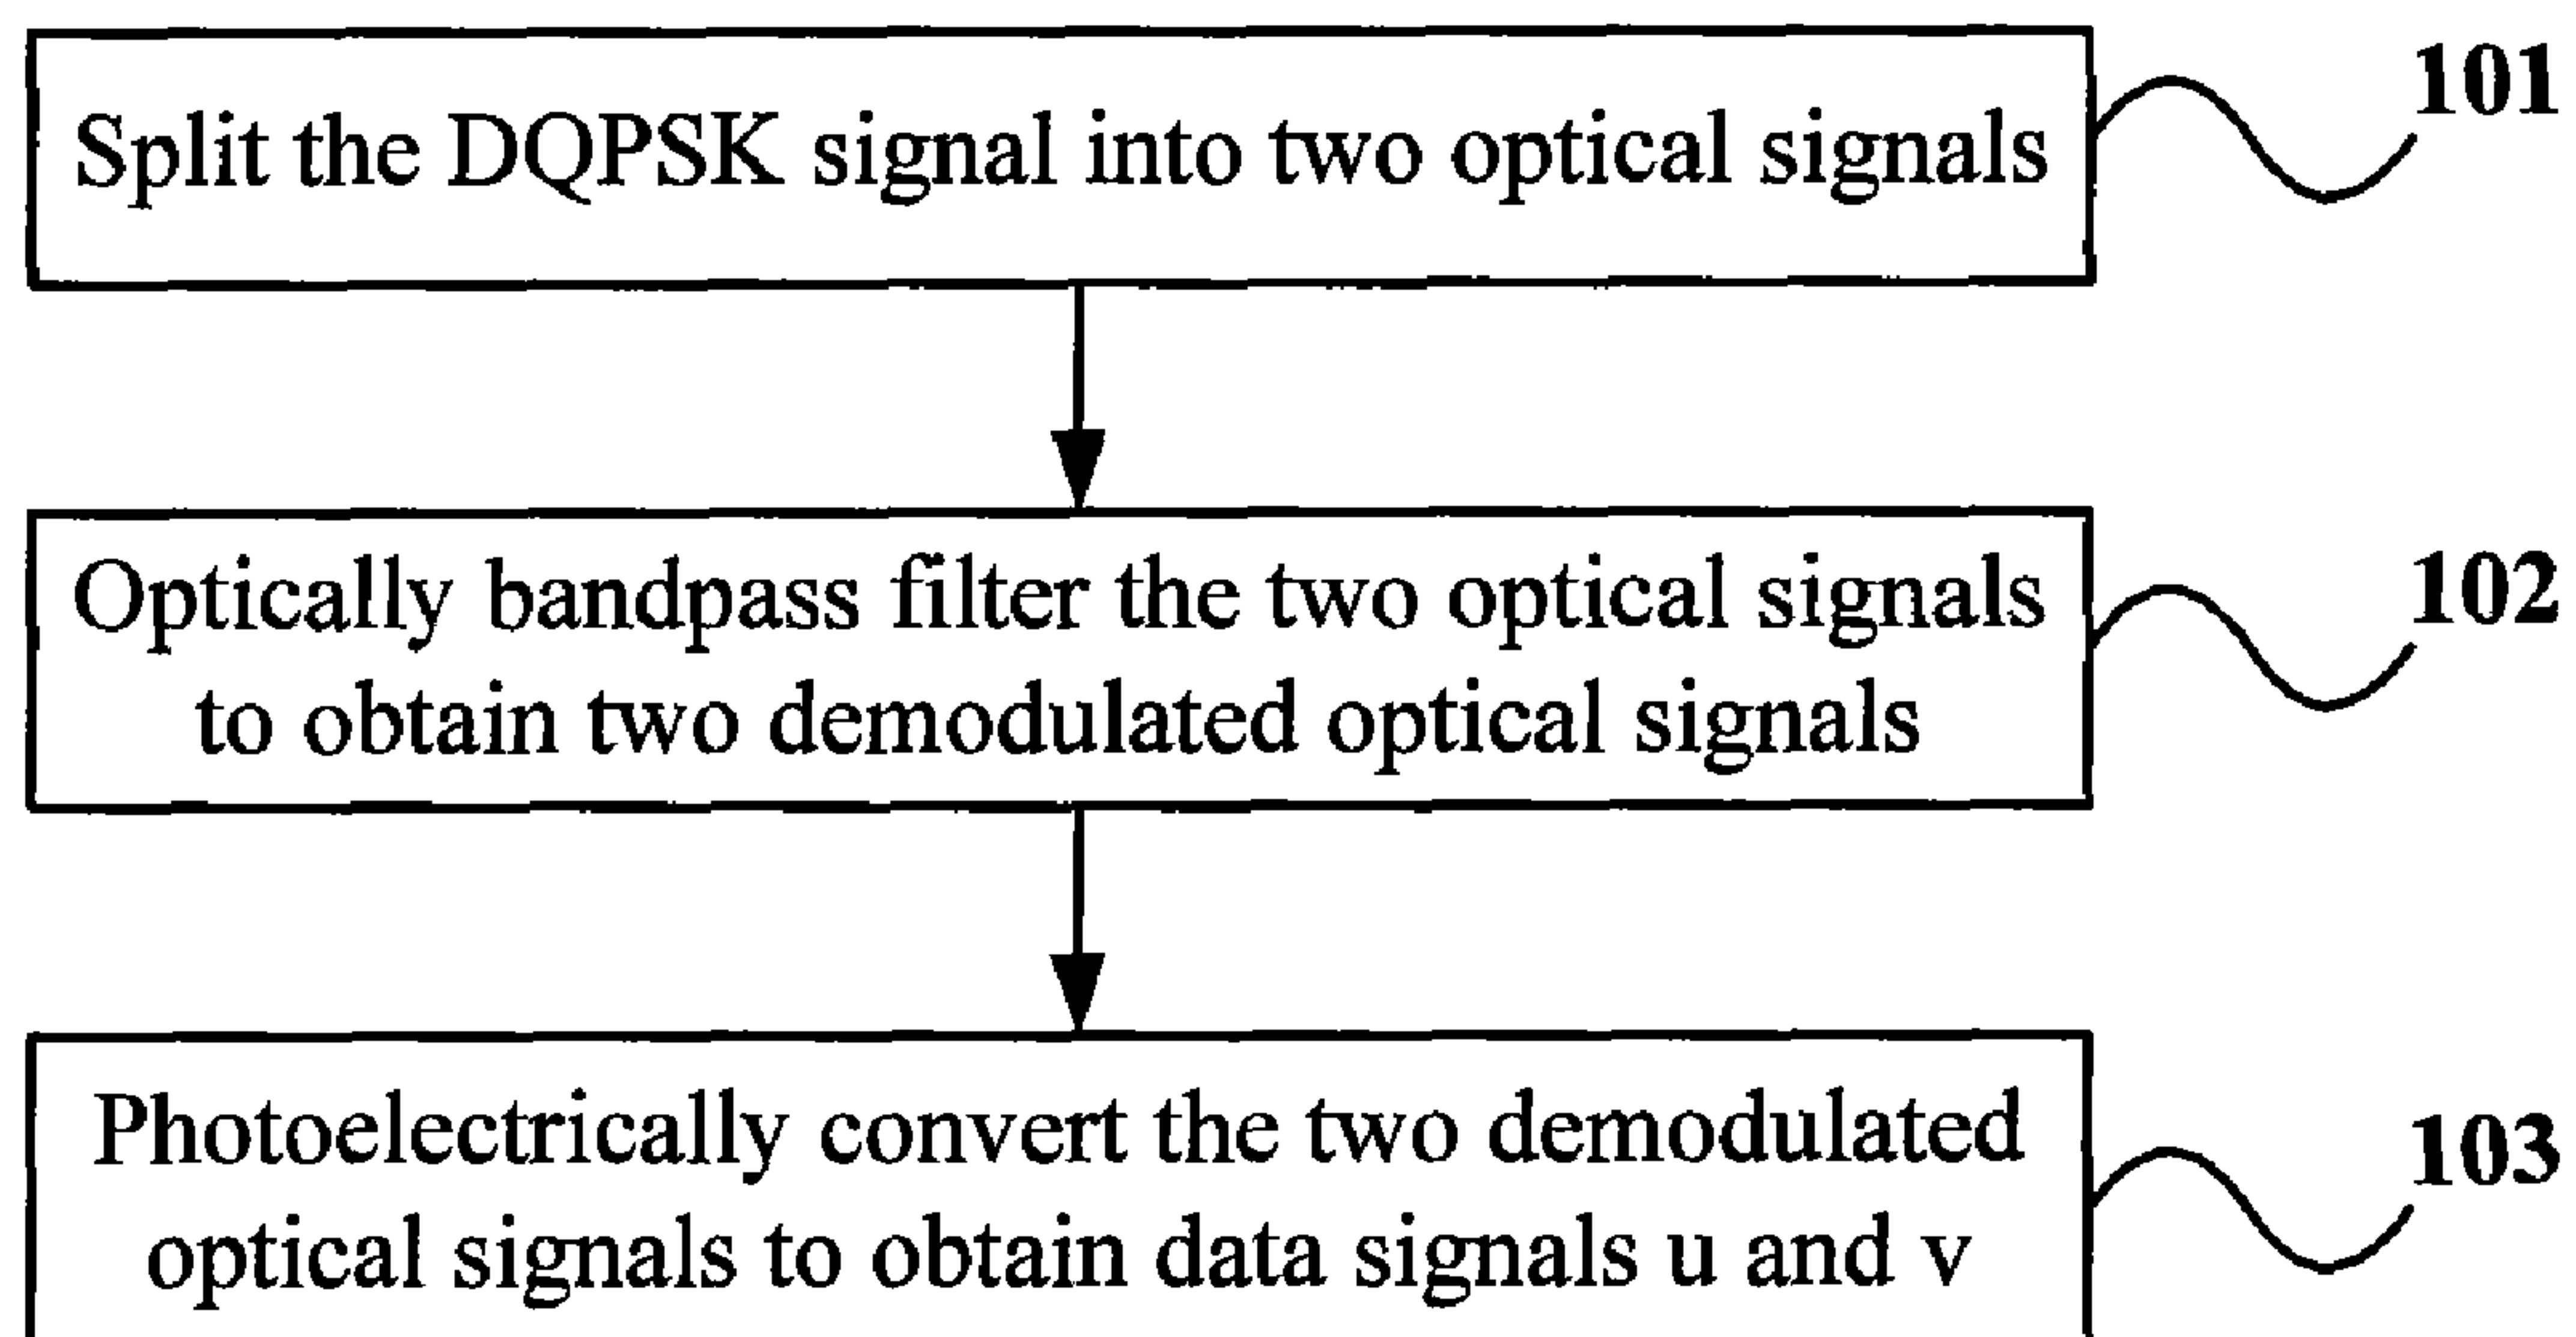 Split the DQPSK signal into two optical signals
101
Optically bandpass filter the two optical signals
to obtain two demodulated optical signals
102
Photoelectrically convert the two demodulated
optical signals to obtain data signals u and v
103